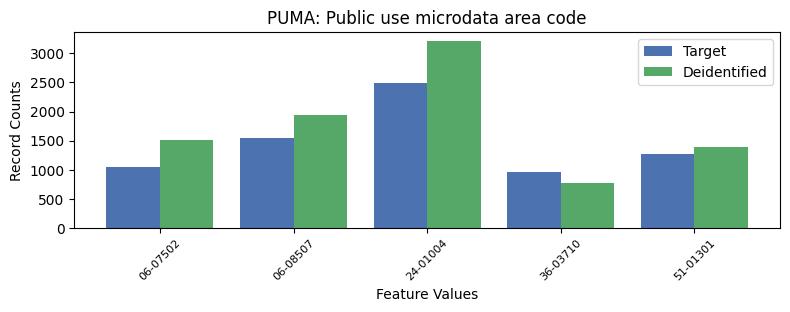 PUMA: Public use microdata area code
Target
Deidentified
Record Counts
3000
2500
2000
1500
1000
500
0
06-07502
06-08507
24-01004
36-03710
51-01301
Feature Values